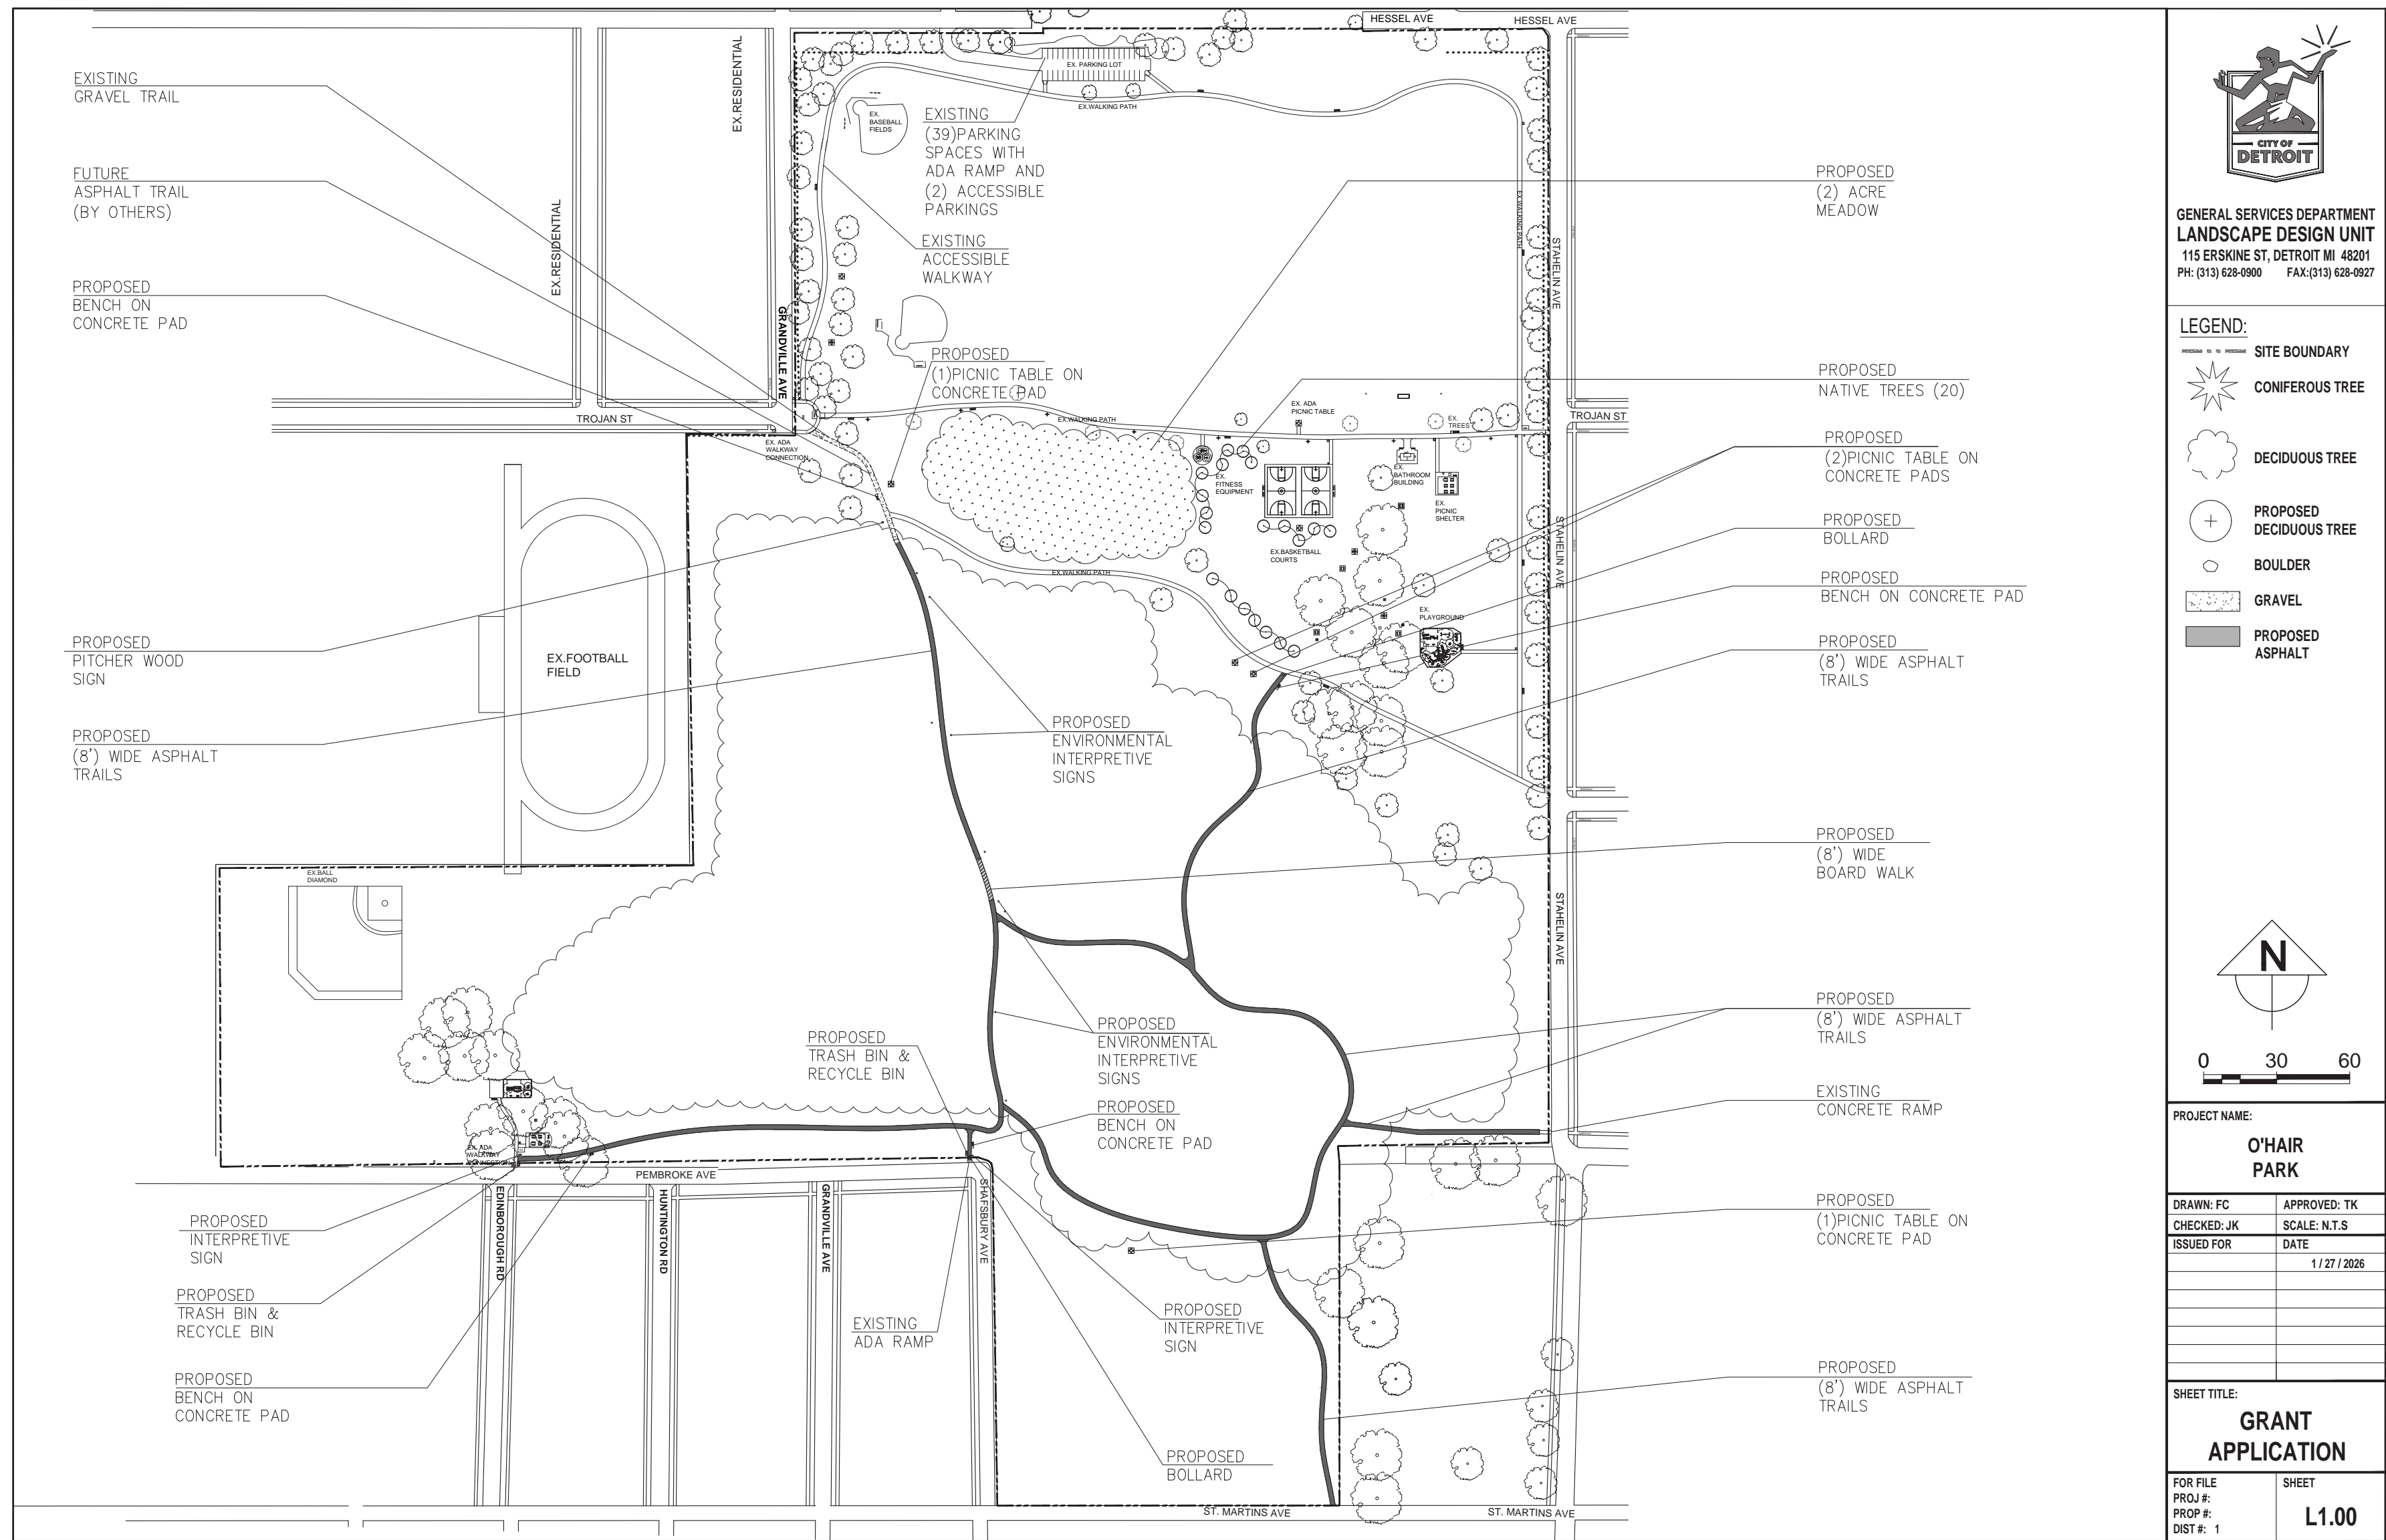 HESSEL AVE
HESSEL AVE
EX. PARKING LOT
EX.WALKING PATH
EX.
BASEBALL
FIELDS
EXISTING
GRAVEL TRAIL
FUTURE
ASPHALT TRAIL
(BY OTHERS)
PROPOSED
BENCH ON
CONCRETE PAD
EX.RESIDENTIAL
EX.RESIDENTIAL
GRANDVILLE AVE
EXISTING
(39)PARKING
SPACES WITH
ADA RAMP AND
(2) ACCESSIBLE
PARKINGS
EXISTING
ACCESSIBLE
WALKWAY
PROPOSED
(1)PICNIC TABLE ON
CONCRETE PAD
EX.WALKING PATH
STAHELIN AVE
PROPOSED
(2) ACRE
MEADOW
PROPOSED
NATIVE TREES (20)
PROPOSED
(2)PICNIC TABLE ON
CONCRETE PADS
PROPOSED
BOLLARD
PROPOSED
BENCH ON CONCRETE PAD
PROPOSED
(8') WIDE ASPHALT
TRAILS
TROJAN ST
TROJAN ST
EX. ADA
WALKWAY
CONNECTION
EX.WALKING PATH
EX. ADA
PICNIC TABLE
EX.
TREES
EX.
FITNESS
EQUIPMENT
EX.
BATHROOM
BUILDING
EX.
PICNIC
SHELTER
EX.BASKETBALL
COURTS
EX.WALKING PATH
EX.
PLAYGROUND
STAHELIN AVE
EX.FOOTBALL
FIELD
PROPOSED
PITCHER WOOD
SIGN
PROPOSED
(8') WIDE ASPHALT
TRAILS
PROPOSED
ENVIRONMENTAL
INTERPRETIVE
SIGNS
PROPOSED
(8') WIDE
BOARD WALK
STAHELIN AVE
EX.BALL
DIAMOND
PROPOSED
(8') WIDE ASPHALT
TRAILS
PROPOSED
TRASH BIN &
RECYCLE BIN
PROPOSED
ENVIRONMENTAL
INTERPRETIVE
SIGNS
PROPOSED
BENCH ON
CONCRETE PAD
EXISTING
CONCRETE RAMP
EX. ADA
WALKWAY
CONNECTION
PEMBROKE AVE
EDINBOROUGH RD
HUNTINGTON RD
GRANDVILLE AVE
SHAFSBURY AVE
PROPOSED
INTERPRETIVE
SIGN
PROPOSED
TRASH BIN &
RECYCLE BIN
PROPOSED
BENCH ON
CONCRETE PAD
EXISTING
ADA RAMP
PROPOSED
(1)PICNIC TABLE ON
CONCRETE PAD
PROPOSED
INTERPRETIVE
SIGN
PROPOSED
(8') WIDE ASPHALT
TRAILS
PROPOSED
BOLLARD
ST. MARTINS AVE
ST. MARTINS AVE
CITY OF
DETROIT
GENERAL SERVICES DEPARTMENT
LANDSCAPE DESIGN UNIT
115 ERSKINE ST, DETROIT MI 48201
PH: (313) 628-0900 FAX:(313) 628-0927
LEGEND:
SITE BOUNDARY
CONIFEROUS TREE
DECIDUOUS TREE
PROPOSED
DECIDUOUS TREE
BOULDER
GRAVEL
PROPOSED
ASPHALT
N
0 30 60
PROJECT NAME:
O'HAIR
PARK
DRAWN: FC APPROVED: TK
CHECKED: JK SCALE: N.T.S
ISSUED FOR DATE
1 / 27 / 2026
SHEET TITLE:
GRANT
APPLICATION
FOR FILE SHEET
PROJ #:
PROP #:
DIST #: 1
L1.00